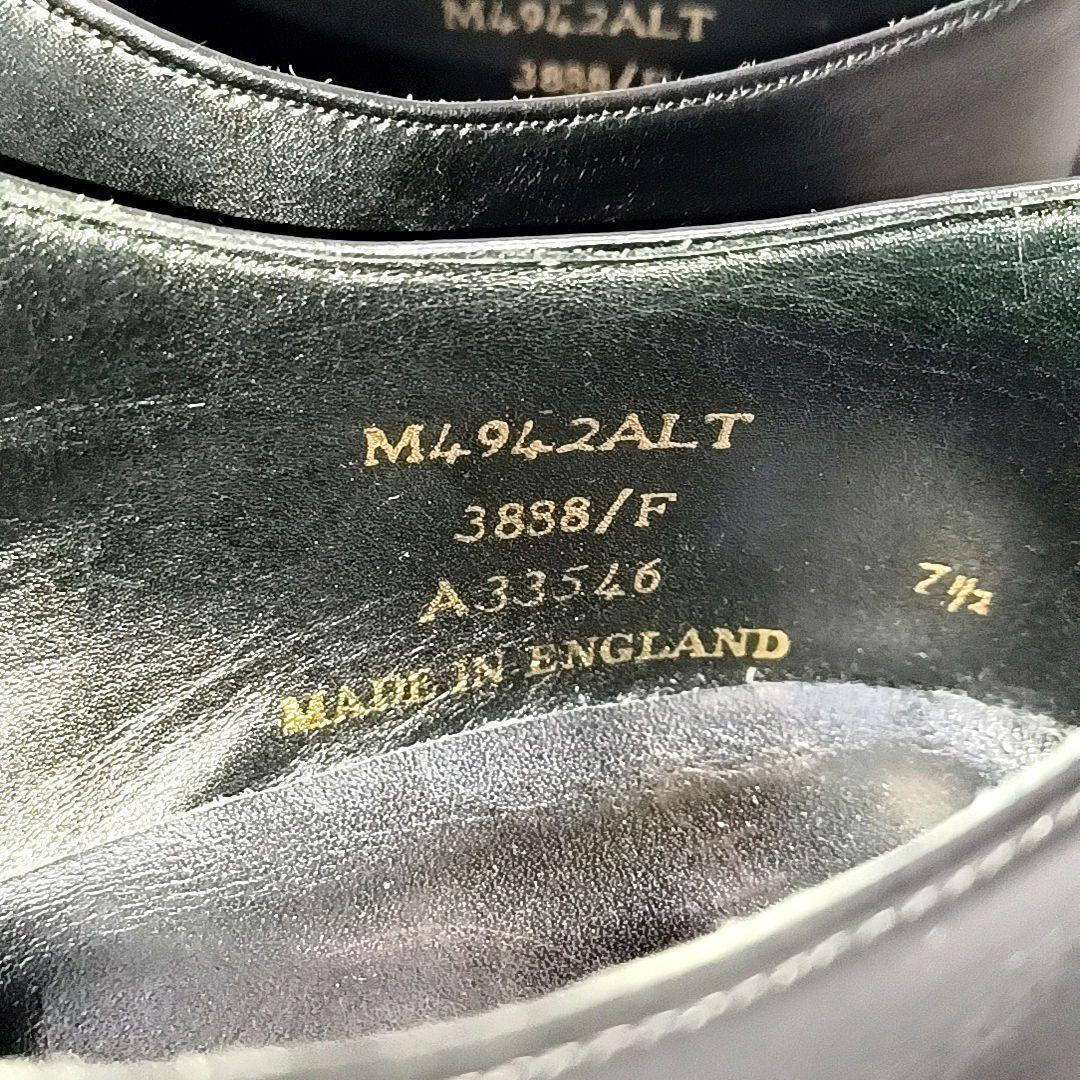 M4942ALT
3888/F
M4942ALT
3888/F
A33546
7½
MADE IN ENGLAND